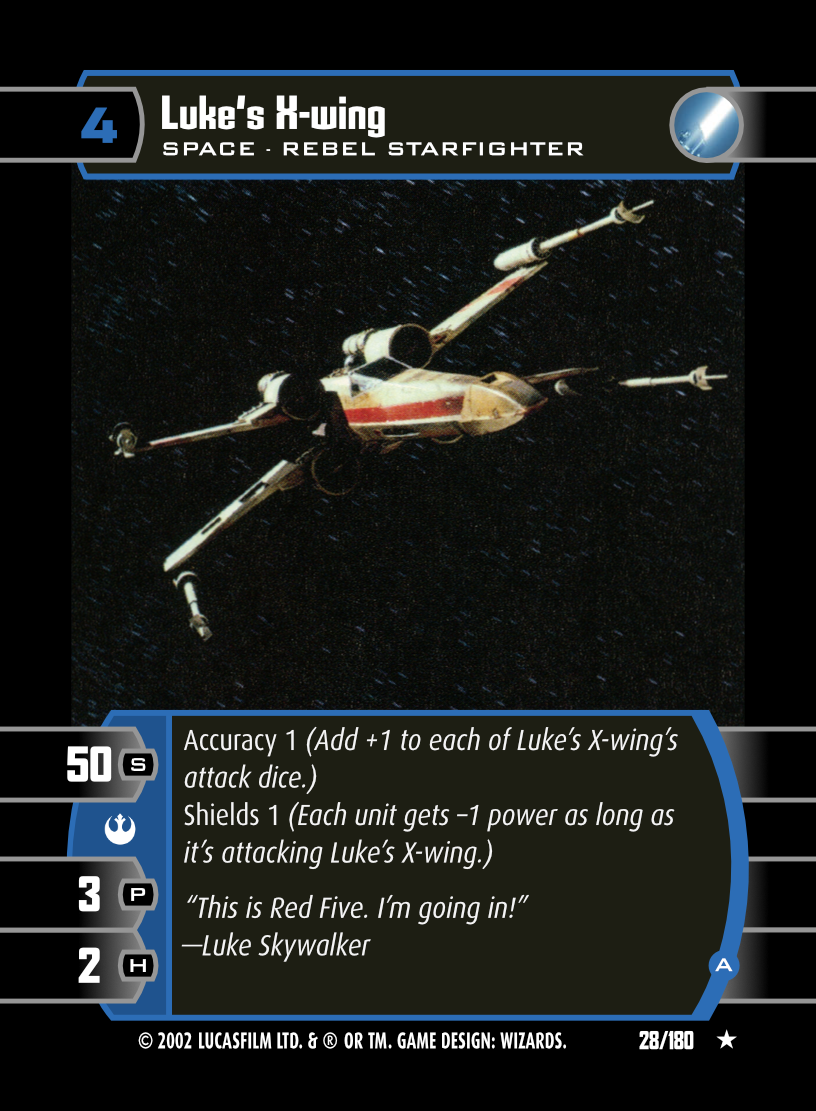 4
Luke's X-wing
SPACE - REBEL STARFIGHTER
50 S
3 P
2 H
Accuracy 1 (Add +1 to each of Luke's X-wing's
attack dice.)
Shields 1 (Each unit gets –1 power as long as
it's attacking Luke's X-wing.)
“This is Red Five. I'm going in!”
—Luke Skywalker
A
© 2002 LUCASFILM LTD. & ® OR TM. GAME DESIGN: WIZARDS.
28/180 ★